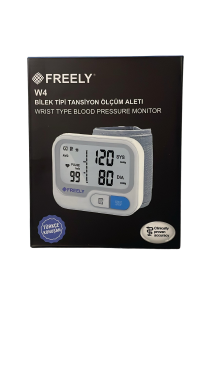 FREELY™
W4
BİLEK TİPİ TANSİYON ÖLÇÜM ALETİ
WRIST TYPE BLOOD PRESSURE MONITOR
120 SYS
99
80 DIA
FREELY
TÜRKÇE
KONUŞAN
Clinically
proven
accuracy